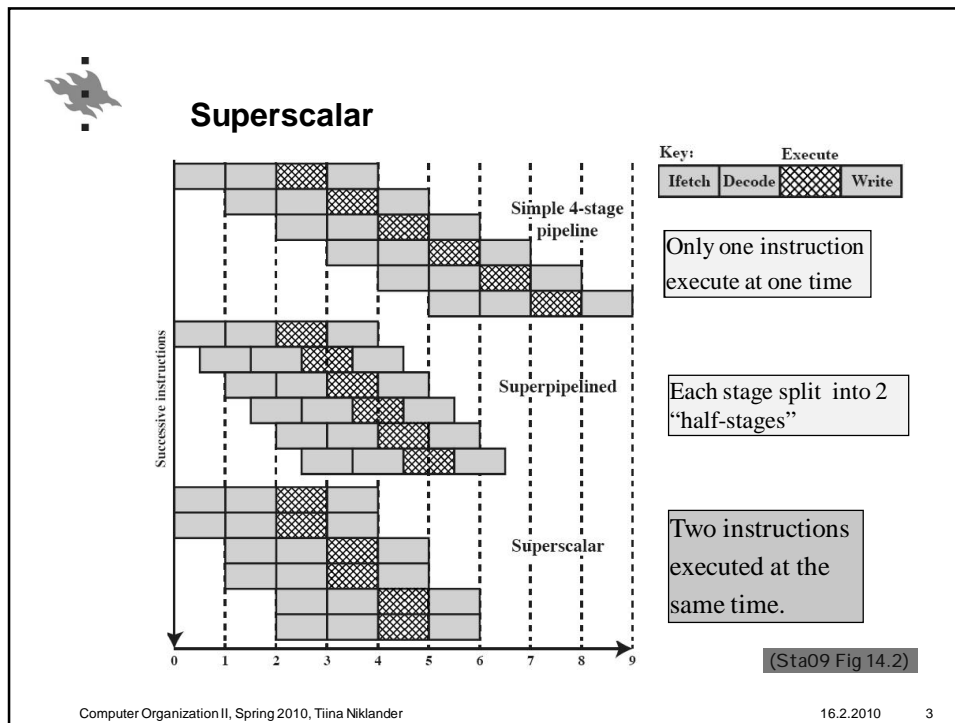 Superscalar
Key:
Execute
Ifetch Decode Write
Simple 4-stage
pipeline
Only one instruction
execute at one time
Successive instructions
Superpipelined
Each stage split into 2
“half-stages”
Superscalar
Two instructions
executed at the
same time.
0 1 2 3 4 5 6 7 8 9
(Sta09 Fig 14.2)
Computer Organization II, Spring 2010, Tiina Niklander 16.2.2010 3